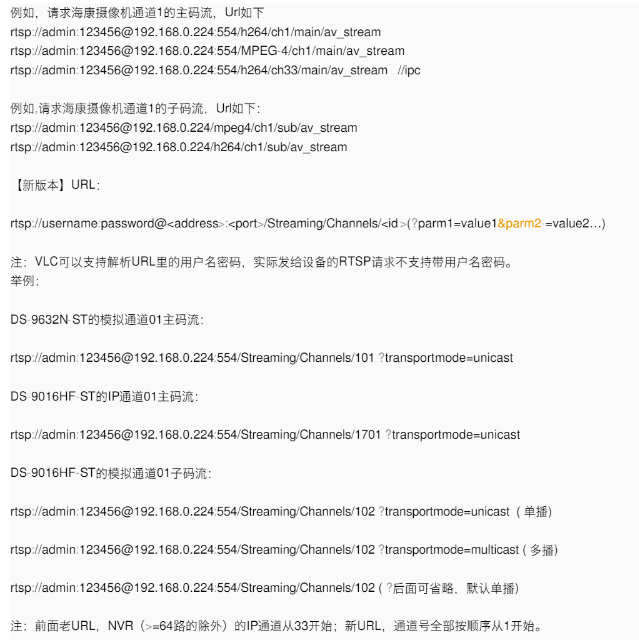 例如，请求海康摄像机通道1的主码流，Url如下
rtsp://admin:123456@192.168.0.224:554/h264/ch1/main/av_stream
rtsp://admin:123456@192.168.0.224:554/MPEG-4/ch1/main/av_stream
rtsp://admin:123456@192.168.0.224:554/h264/ch33/main/av_stream //ipc
例如,请求海康摄像机通道1的子码流，Url如下：
rtsp://admin:123456@192.168.0.224/mpeg4/ch1/sub/av_stream
rtsp://admin:123456@192.168.0.224/h264/ch1/sub/av_stream
【新版本】URL：
rtsp://username:password@<address>:<port>/Streaming/Channels/<id>(?parm1=value1&parm2-=value2…)
注：VLC可以支持解析URL里的用户名密码，实际发给设备的RTSP请求不支持带用户名密码。
举例：
DS-9632N-ST的模拟通道01主码流：
rtsp://admin:123456@192.168.0.224:554/Streaming/Channels/101 ?transportmode=unicast
DS-9016HF-ST的IP通道01主码流：
rtsp://admin:123456@192.168.0.224:554/Streaming/Channels/1701 ?transportmode=unicast
DS-9016HF-ST的模拟通道01子码流：
rtsp://admin:123456@192.168.0.224:554/Streaming/Channels/102 ?transportmode=unicast (单播)
rtsp://admin:123456@192.168.0.224:554/Streaming/Channels/102 ?transportmode=multicast (多播)
rtsp://admin:123456@192.168.0.224:554/Streaming/Channels/102 (?后面可省略，默认单播)
注：前面老URL，NVR（>=64路的除外）的IP通道从33开始；新URL，通道号全部按顺序从1开始。